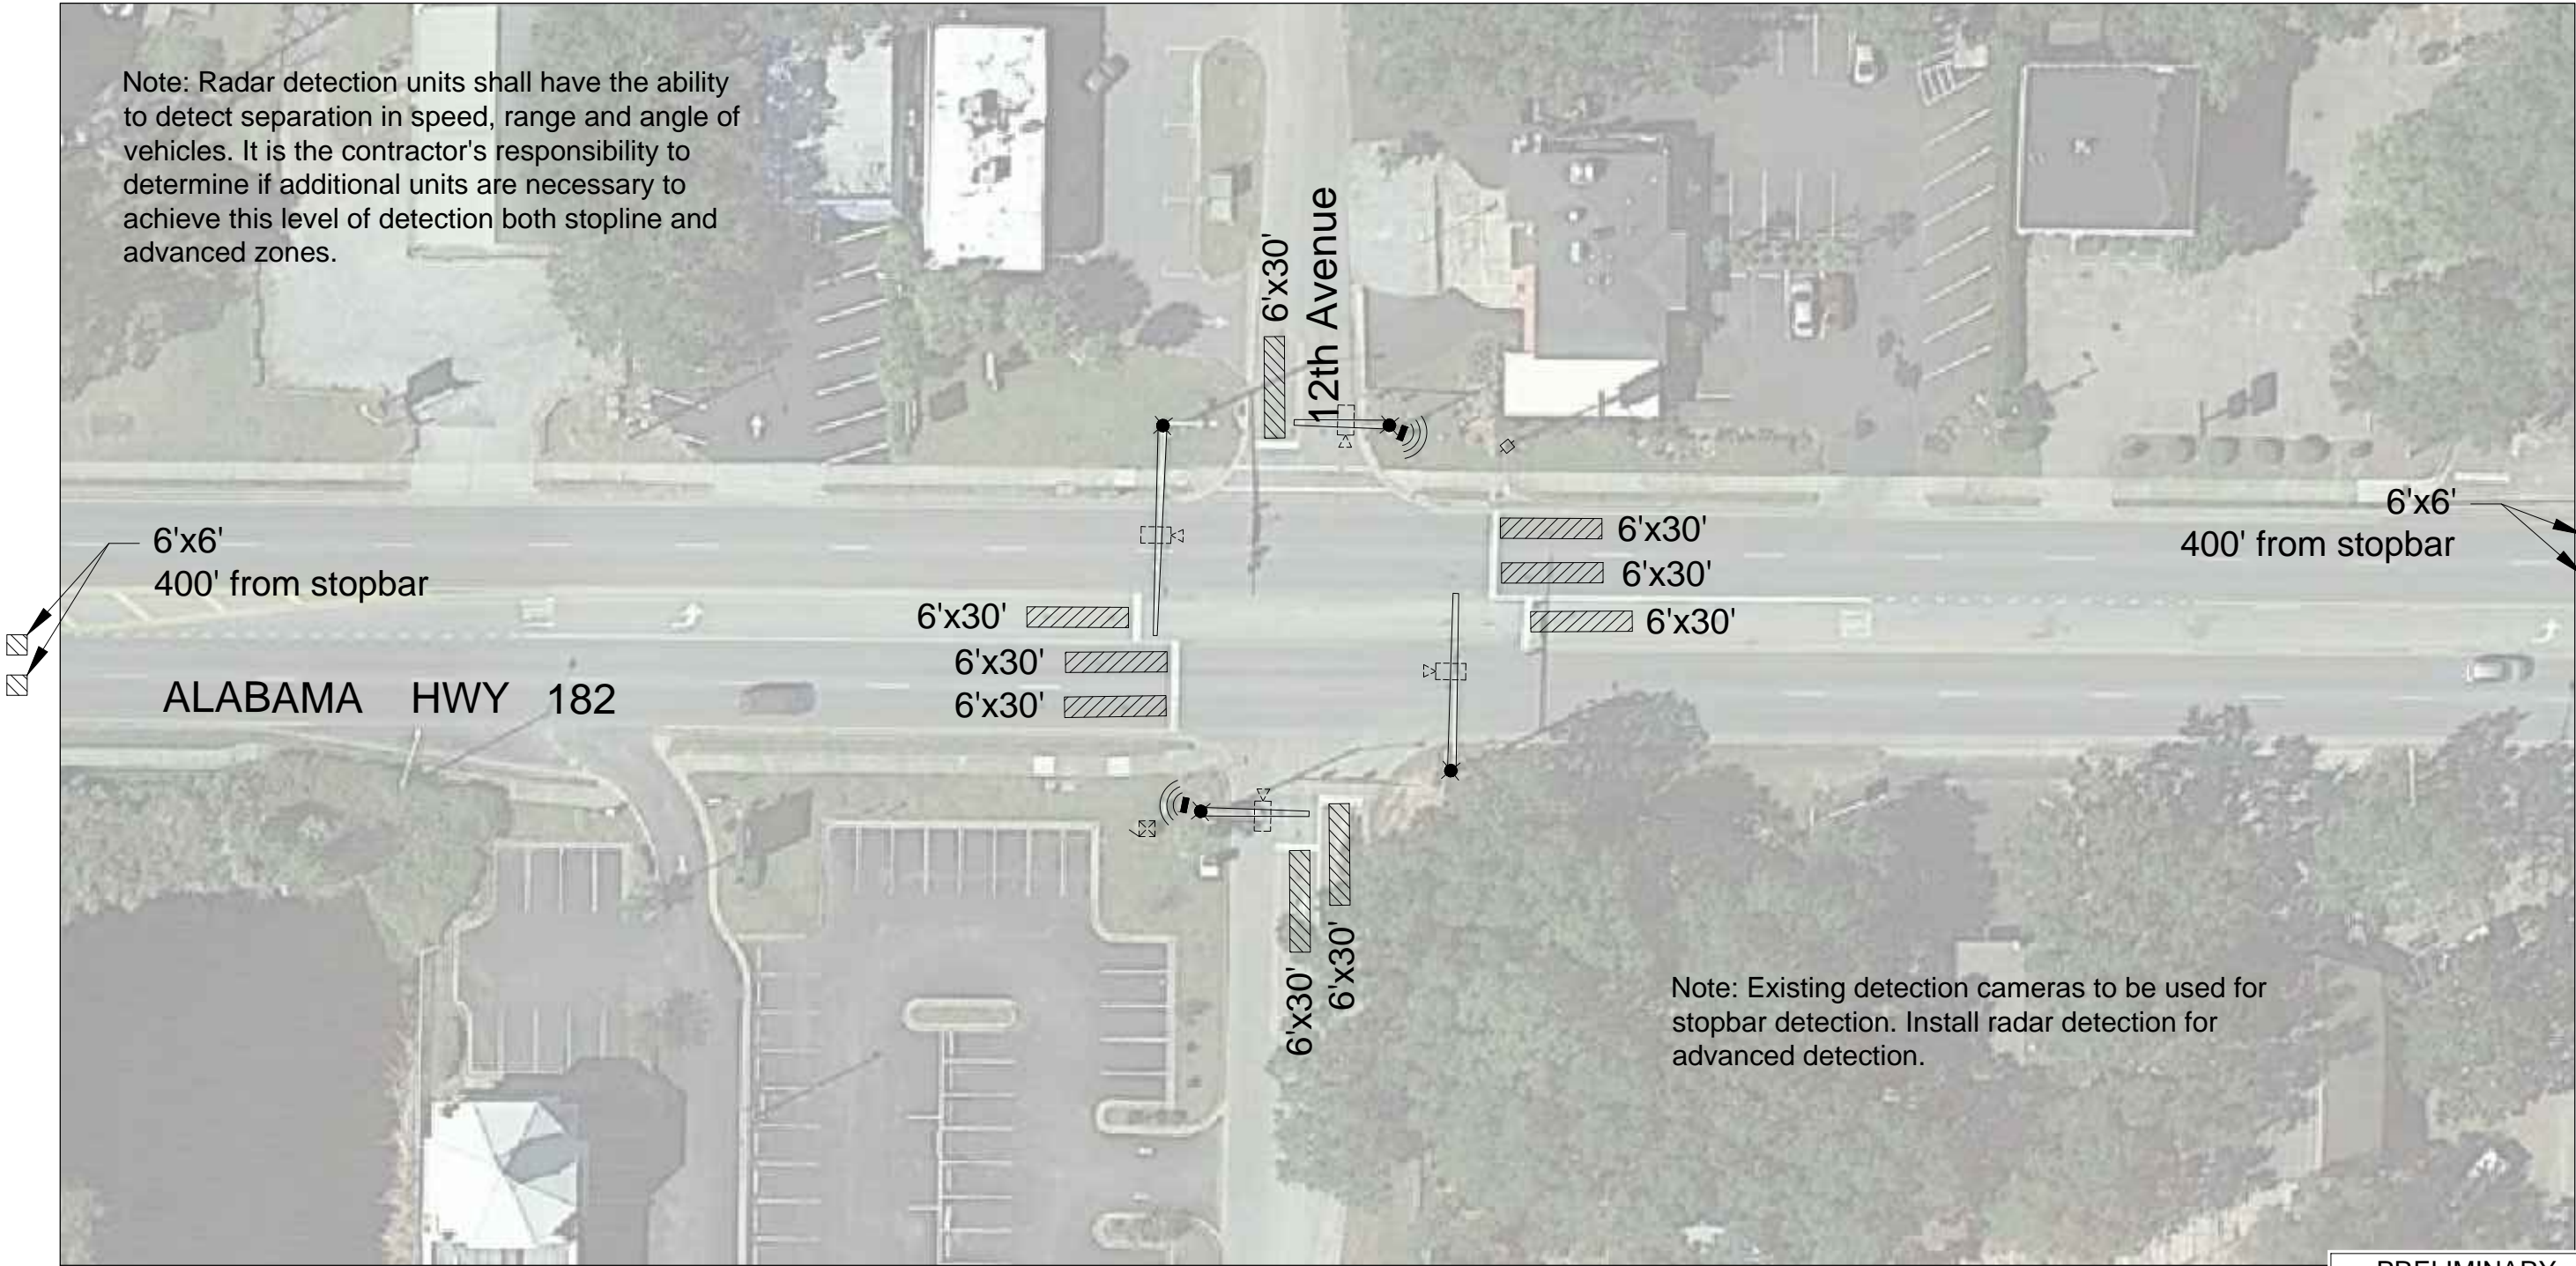 Note: Radar detection units shall have the ability
to detect separation in speed, range and angle of
vehicles. It is the contractor's responsibility to
determine if additional units are necessary to
achieve this level of detection both stopline and
advanced zones.
6'x30'
12th Avenue
6'x6'
400' from stopbar
6'x6'
400' from stopbar
6'x30'
6'x30'
6'x30'
6'x30'
6'x30'
6'x30'
ALABAMA HWY 182
6'x30'
6'x30'
Note: Existing detection cameras to be used for
stopbar detection. Install radar detection for
advanced detection.
PRELIMINARY